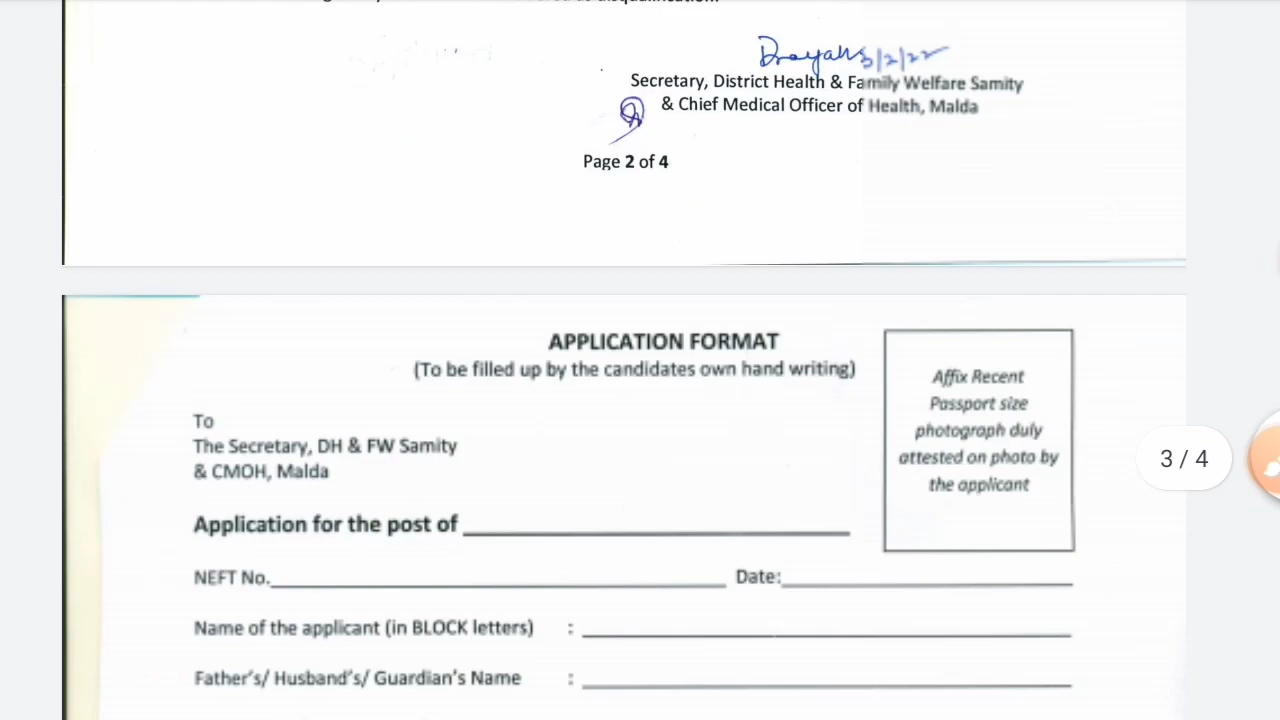 3/2/22
Secretary, District Health & Family Welfare Samity
& Chief Medical Officer of Health, Malda
Page 2 of 4
APPLICATION FORMAT
(To be filled up by the candidates own hand writing)
Affix Recent
Passport size
photograph duly
attested on photo by
the applicant
To
The Secretary, DH & FW Samity
& CMOH, Malda
3 / 4
Application for the post of
NEFT No. Date:
Name of the applicant (in BLOCK letters) :
Father's/ Husband's/ Guardian's Name :